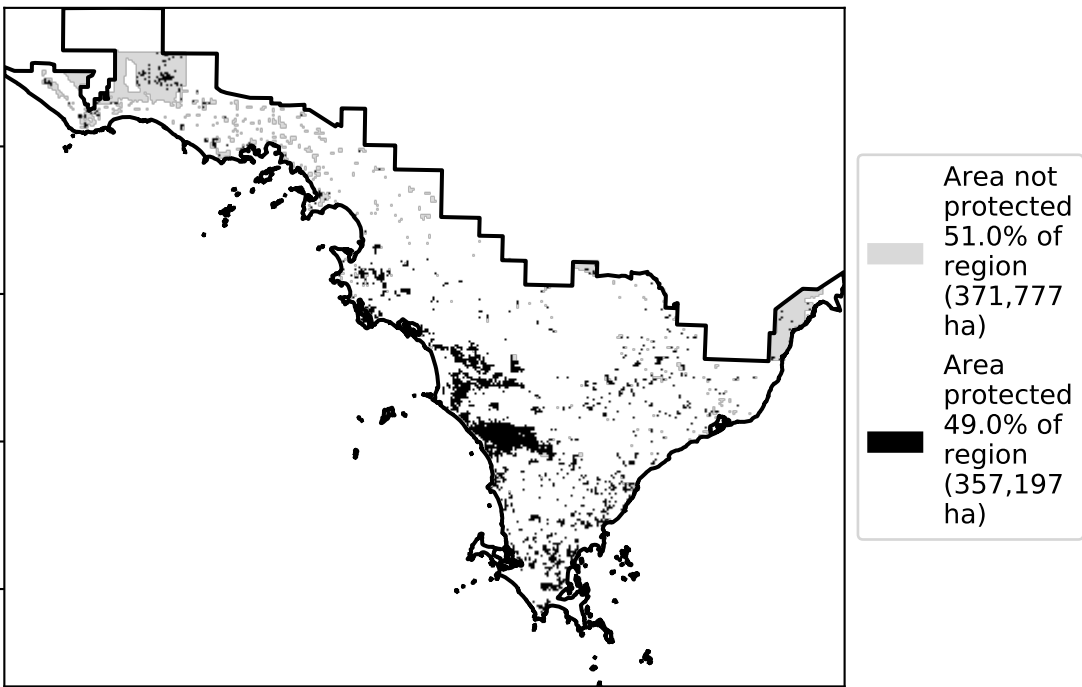 Area not
protected
51.0% of
region
(371,777
ha)
Area
protected
49.0% of
region
(357,197
ha)